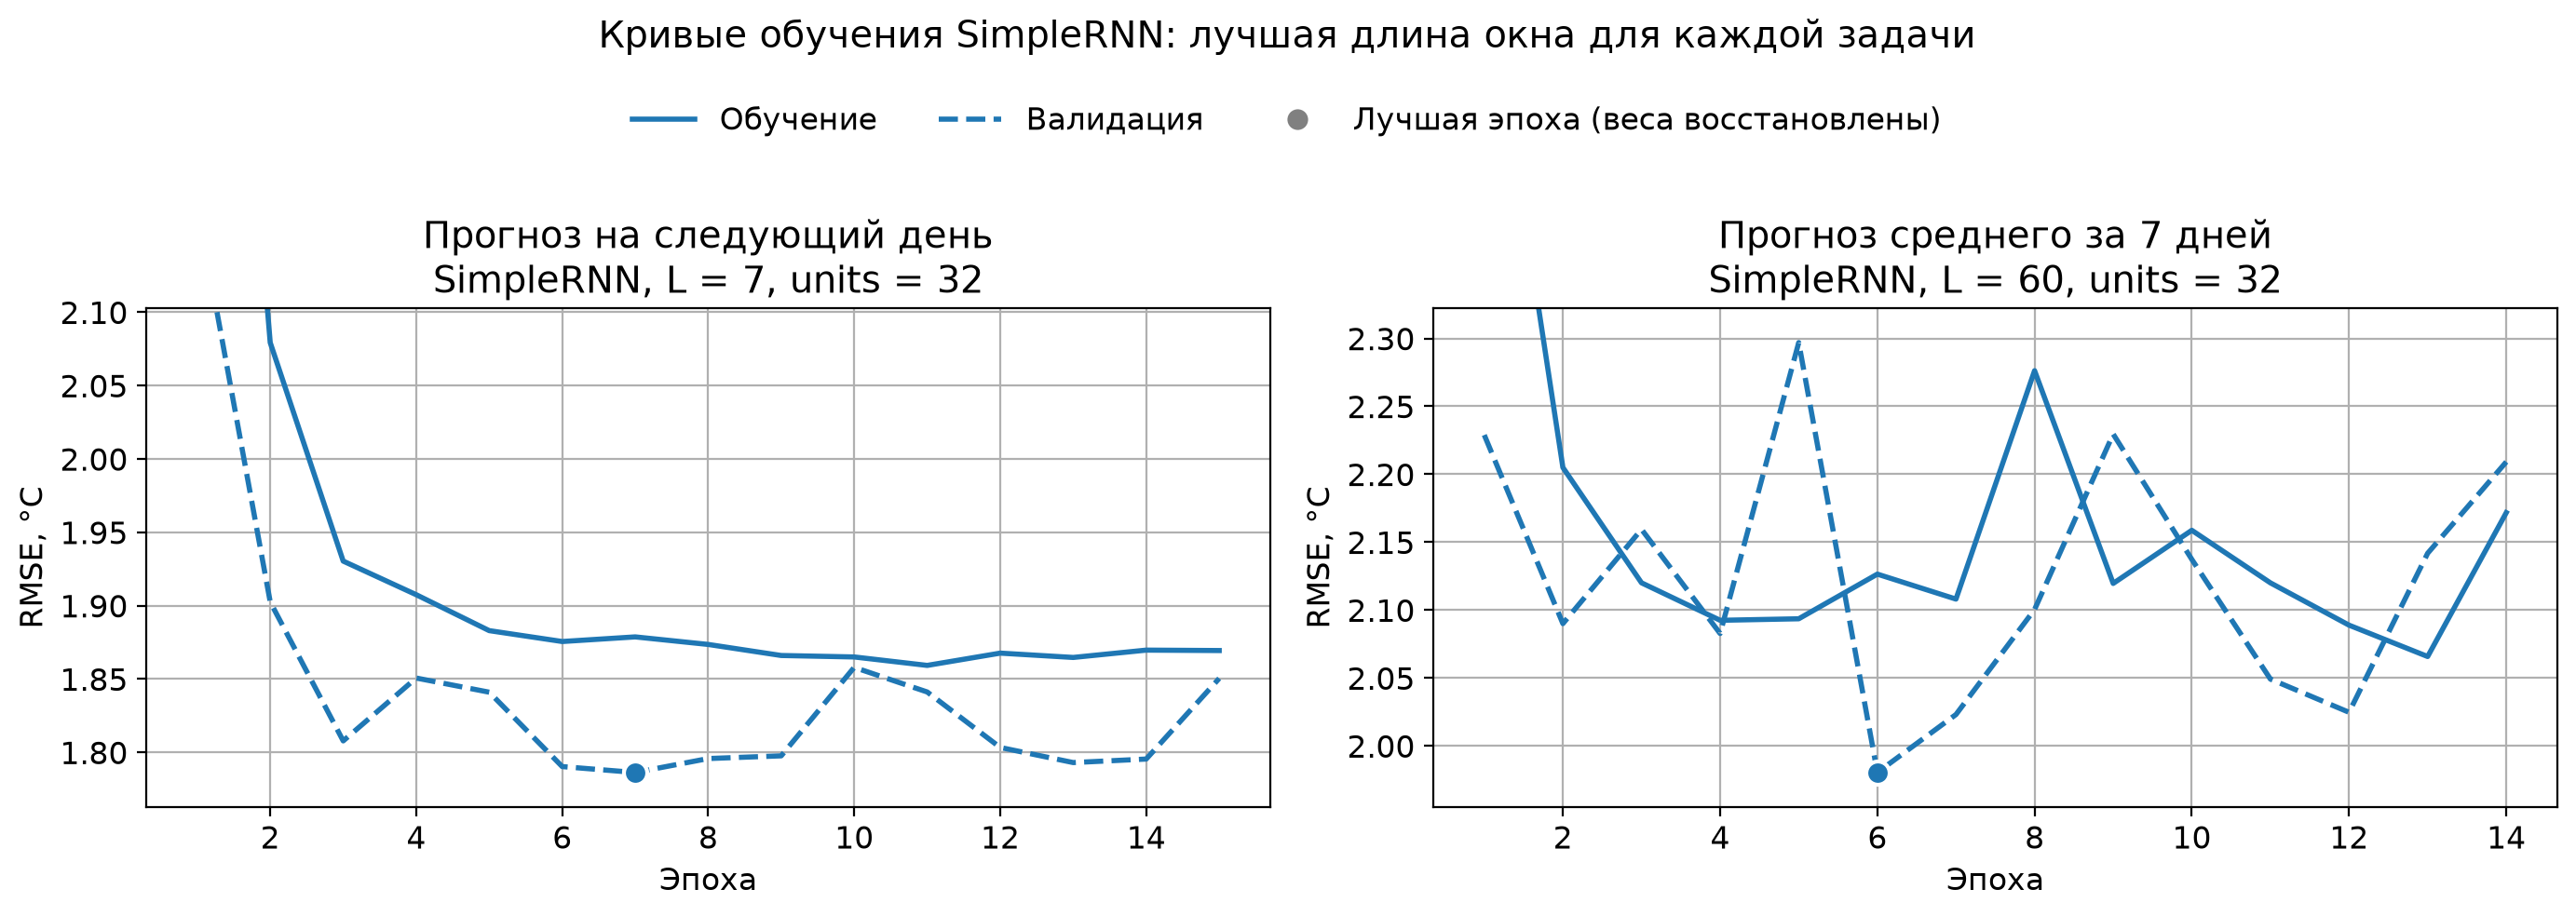 Кривые обучения SimpleRNN: лучшая длина окна для каждой задачи
Обучение
Валидация
Лучшая эпоха (веса восстановлены)
Прогноз на следующий день
SimpleRNN, L = 7, units = 32
RMSE, °C
2.10
2.05
2.00
1.95
1.90
1.85
1.80
2
4
6
8
10
12
14
Эпоха
Прогноз среднего за 7 дней
SimpleRNN, L = 60, units = 32
RMSE, °C
2.30
2.25
2.20
2.15
2.10
2.05
2.00
2
4
6
8
10
12
14
Эпоха